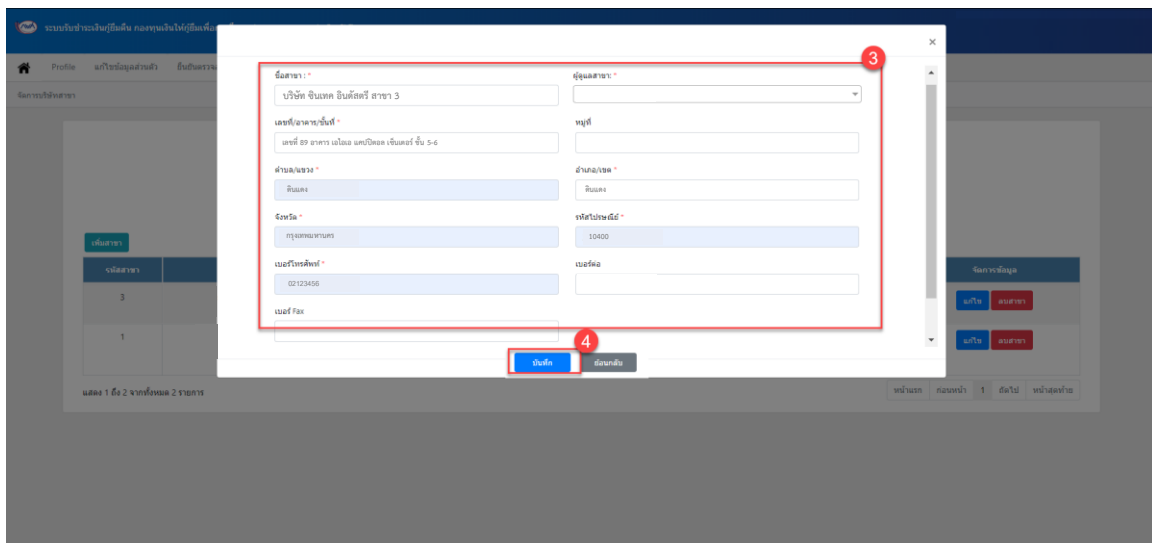 ระบบรับชำระเงินกู้ยืมคืน กองทุนเงินให้กู้ยืมเพื่อ
×
Profile แก้ไขข้อมูลส่วนตัว
3
จัดการบริษัทสาขา
ชื่อสาขา : * ผู้ดูแลสาขา: *
บริษัท ซินเทค อินดัสตรี สาขา 3
เลขที่/อาคาร/ชั้นที่ * หมู่ที่
เลขที่ 89 อาคาร เอไอเอ แคปปิตอล เซ็นเตอร์ ชั้น 5-6
ตำบล/แขวง * อำเภอ/เขต *
ดินแดง ดินแดง
จังหวัด * รหัสไปรษณีย์ *
กรุงเทพมหานคร 10400
เพิ่มสาขา
เบอร์โทรศัพท์ * เบอร์ต่อ
รหัสสาขา จัดการข้อมูล
02123456
3 แก้ไข ลบสาขา
เบอร์ Fax
1 แก้ไข ลบสาขา
4
บันทึก ย้อนกลับ
แสดง 1 ถึง 2 จากทั้งหมด 2 รายการ หน้าแรก ก่อนหน้า 1 ถัดไป หน้าสุดท้าย